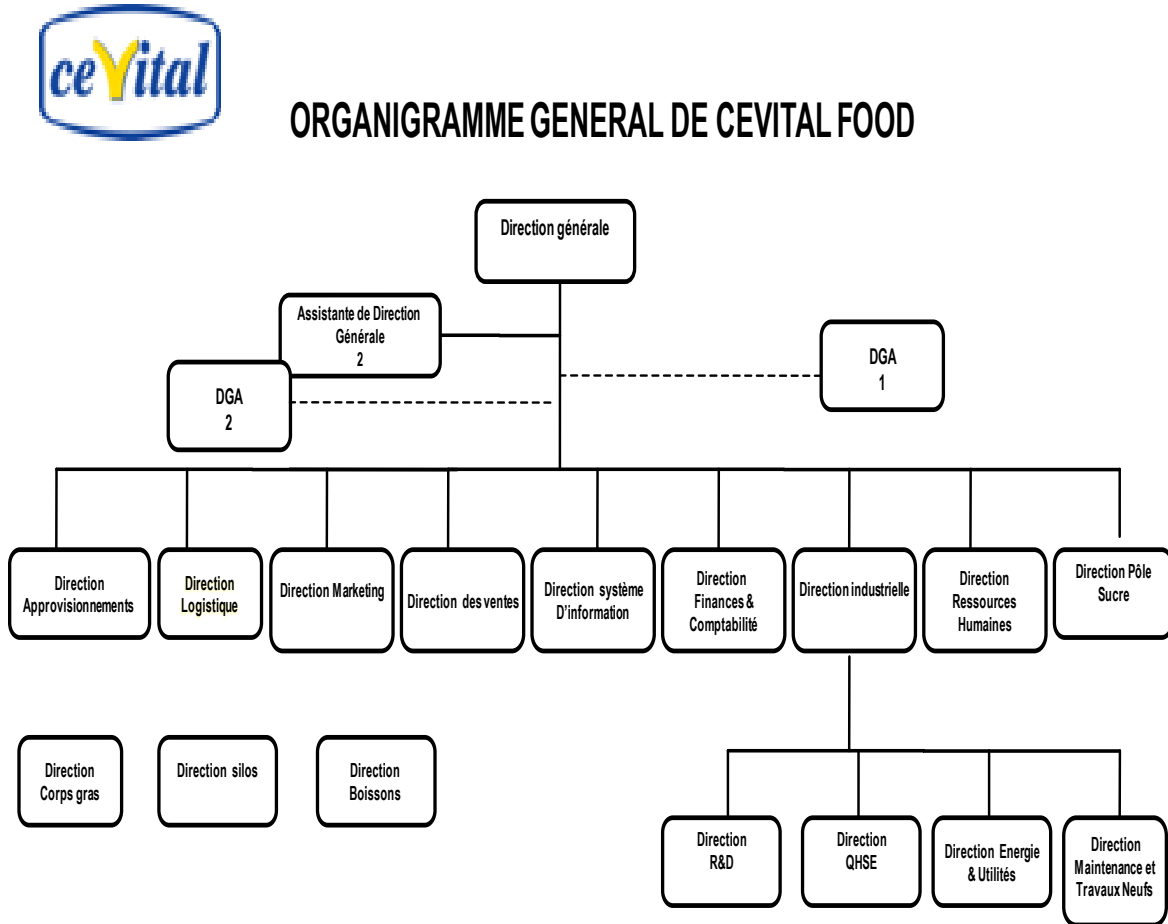 ceVital
ORGANIGRAMME GENERAL DE CEVITAL FOOD
Direction générale
Assistante de Direction
Générale
2
DGA
1
DGA
2
Direction
Approvisionnements
Direction
Logistique
Direction Marketing
Direction des ventes
Direction système
D'information
Direction
Finances &
Comptabilité
Direction industrielle
Direction
Ressources
Humaines
Direction Pôle
Sucre
Direction
Corps gras
Direction silos
Direction
Boissons
Direction
R&D
Direction
QHSE
Direction Energie
& Utilités
Direction
Maintenance et
Travaux Neufs